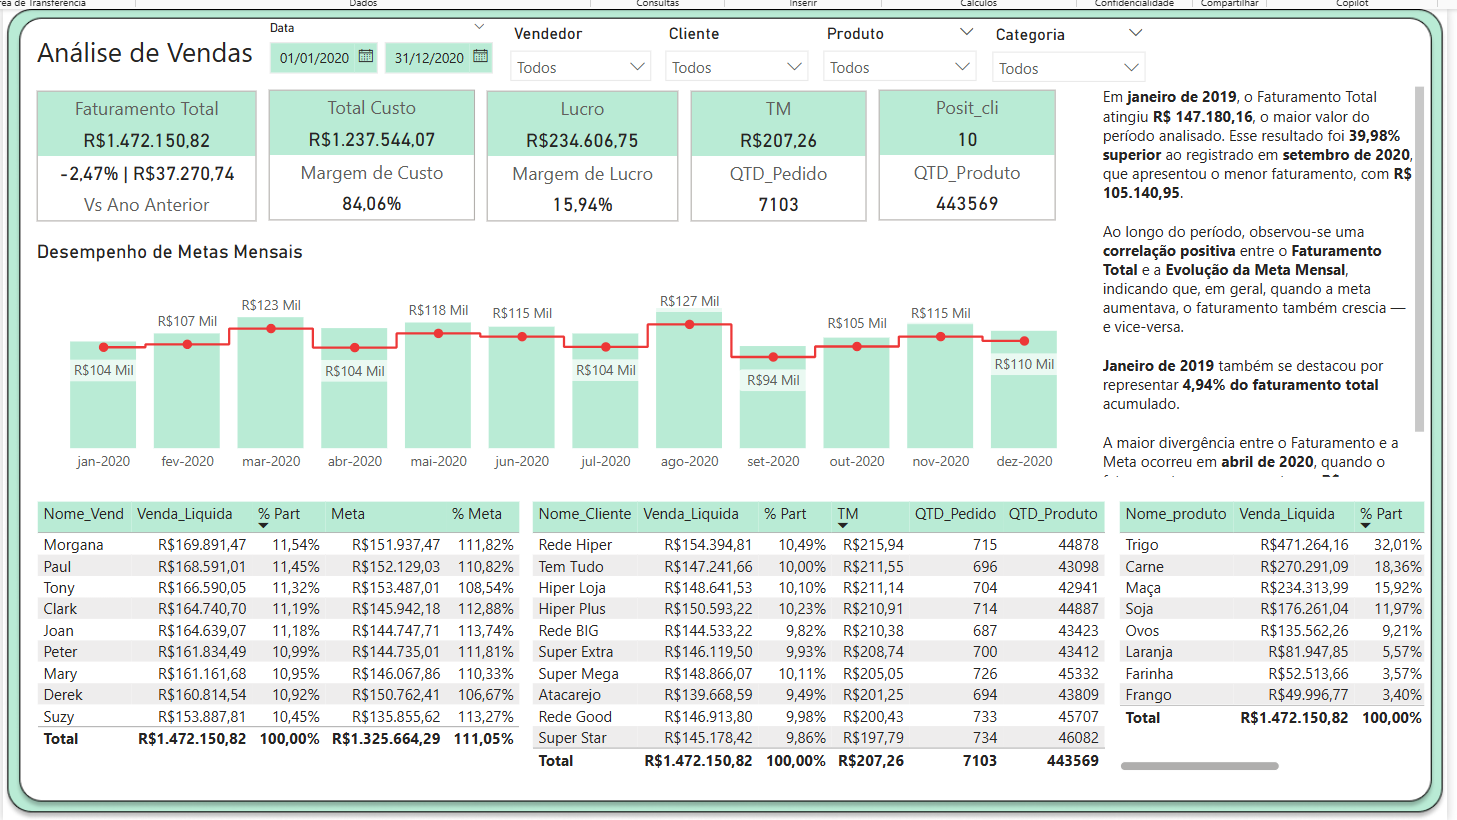 Área de Transferência Dados Consultas Inserir Cálculos Confidencialidade Compartilhar Copilot
Análise de Vendas
Data
01/01/2020 31/12/2020
Vendedor
Todos
Cliente
Todos
Produto
Todos
Categoria
Todos
Faturamento Total
R$1.472.150,82
-2,47% | R$37.270,74
Vs Ano Anterior
Total Custo
R$1.237.544,07
Margem de Custo
84,06%
Lucro
R$234.606,75
Margem de Lucro
15,94%
TM
R$207,26
QTD_Pedido
7103
Posit_cli
10
QTD_Produto
443569
Em janeiro de 2019, o Faturamento Total
atingiu R$ 147.180,16, o maior valor do
período analisado. Esse resultado foi 39,98%
superior ao registrado em setembro de 2020,
que apresentou o menor faturamento, com R$
105.140,95.
Ao longo do período, observou-se uma
correlação positiva entre o Faturamento
Total e a Evolução da Meta Mensal,
indicando que, em geral, quando a meta
aumentava, o faturamento também crescia —
e vice-versa.
Janeiro de 2019 também se destacou por
representar 4,94% do faturamento total
acumulado.
A maior divergência entre o Faturamento e a
Meta ocorreu em abril de 2020, quando o
Desempenho de Metas Mensais
R$104 Mil R$107 Mil R$123 Mil R$104 Mil R$118 Mil R$115 Mil R$104 Mil R$127 Mil R$94 Mil R$105 Mil R$115 Mil R$110 Mil
jan-2020 fev-2020 mar-2020 abr-2020 mai-2020 jun-2020 jul-2020 ago-2020 set-2020 out-2020 nov-2020 dez-2020
Nome_Vend Venda_Liquida % Part Meta % Meta
Morgana R$169.891,47 11,54% R$151.937,47 111,82%
Paul R$168.591,01 11,45% R$152.129,03 110,82%
Tony R$166.590,05 11,32% R$153.487,01 108,54%
Clark R$164.740,70 11,19% R$145.942,18 112,88%
Joan R$164.639,07 11,18% R$144.747,71 113,74%
Peter R$161.834,49 10,99% R$144.735,01 111,81%
Mary R$161.161,68 10,95% R$146.067,86 110,33%
Derek R$160.814,54 10,92% R$150.762,41 106,67%
Suzy R$153.887,81 10,45% R$135.855,62 113,27%
Total R$1.472.150,82 100,00% R$1.325.664,29 111,05%
Nome_Cliente Venda_Liquida % Part TM QTD_Pedido QTD_Produto
Rede Hiper R$154.394,81 10,49% R$215,94 715 44878
Tem Tudo R$147.241,66 10,00% R$211,55 696 43098
Hiper Loja R$148.641,53 10,10% R$211,14 704 42941
Hiper Plus R$150.593,22 10,23% R$210,91 714 44887
Rede BIG R$144.533,22 9,82% R$210,38 687 43423
Super Extra R$146.119,50 9,93% R$208,74 700 43412
Super Mega R$148.866,07 10,11% R$205,05 726 45332
Atacarejo R$139.668,59 9,49% R$201,25 694 43809
Rede Good R$146.913,80 9,98% R$200,43 733 45707
Super Star R$145.178,42 9,86% R$197,79 734 46082
Total R$1.472.150,82 100,00% R$207,26 7103 443569
Nome_produto Venda_Liquida % Part
Trigo R$471.264,16 32,01%
Carne R$270.291,09 18,36%
Maça R$234.313,99 15,92%
Soja R$176.261,04 11,97%
Ovos R$135.562,26 9,21%
Laranja R$81.947,85 5,57%
Farinha R$52.513,66 3,57%
Frango R$49.996,77 3,40%
Total R$1.472.150,82 100,00%